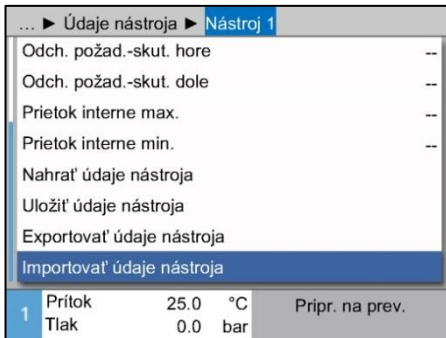 ... ► Údaje nástroja ► Nástroj 1
Odch. požad.-skut. hore --
Odch. požad.-skut. dole --
Prietok interne max. --
Prietok interne min. --
Nahrať údaje nástroja
Uložiť údaje nástroja
Exportovať údaje nástroja
Importovať údaje nástroja
1 Prítok 25.0 °C Pripr. na prev.
Tlak 0.0 bar